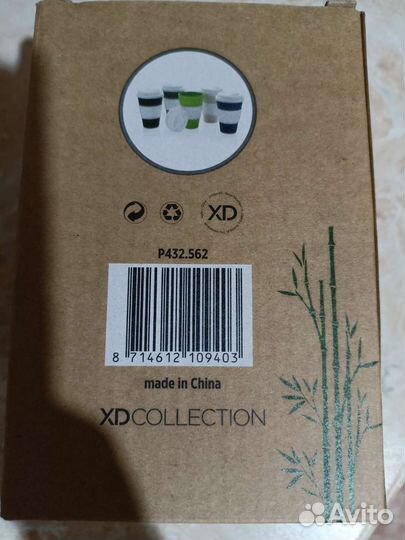 XD
P432.562
8 714612 109403
made in China
XDCOLLECTION
Avito